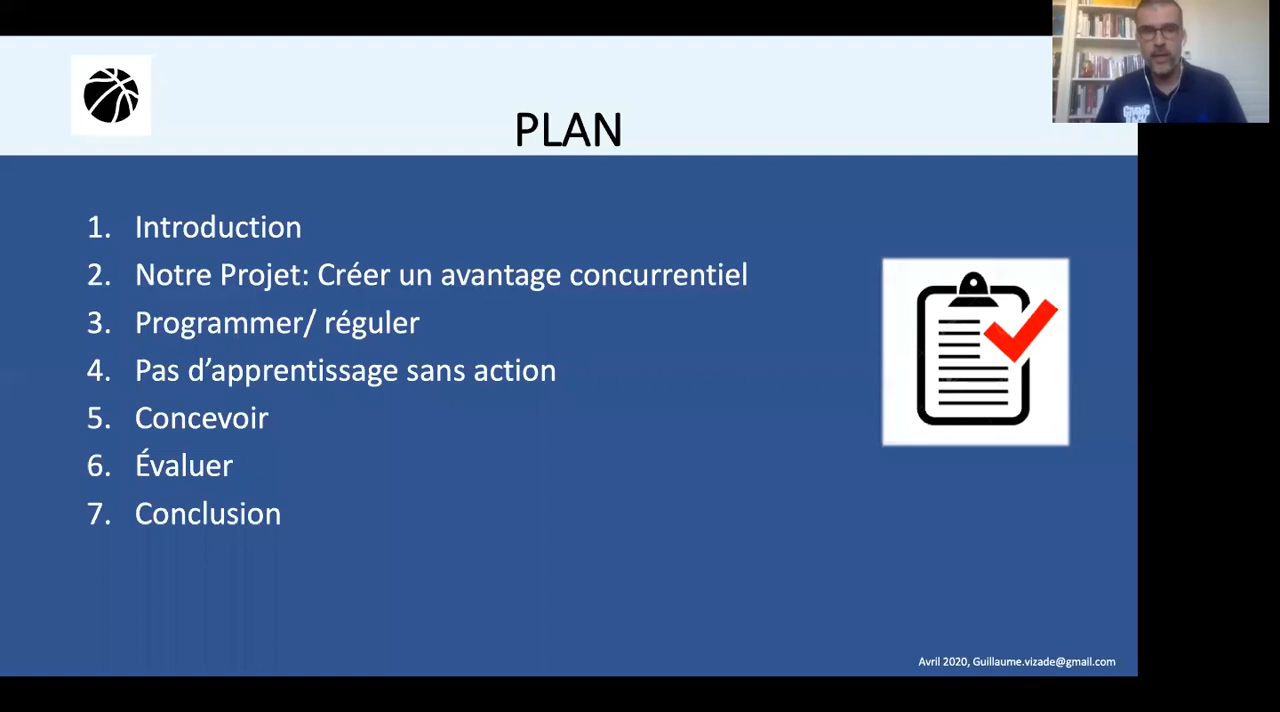 PLAN
1. Introduction
2. Notre Projet: Créer un avantage concurrentiel
3. Programmer/ réguler
4. Pas d’apprentissage sans action
5. Concevoir
6. Évaluer
7. Conclusion
Avril 2020, Guillaume.vizade@gmail.com